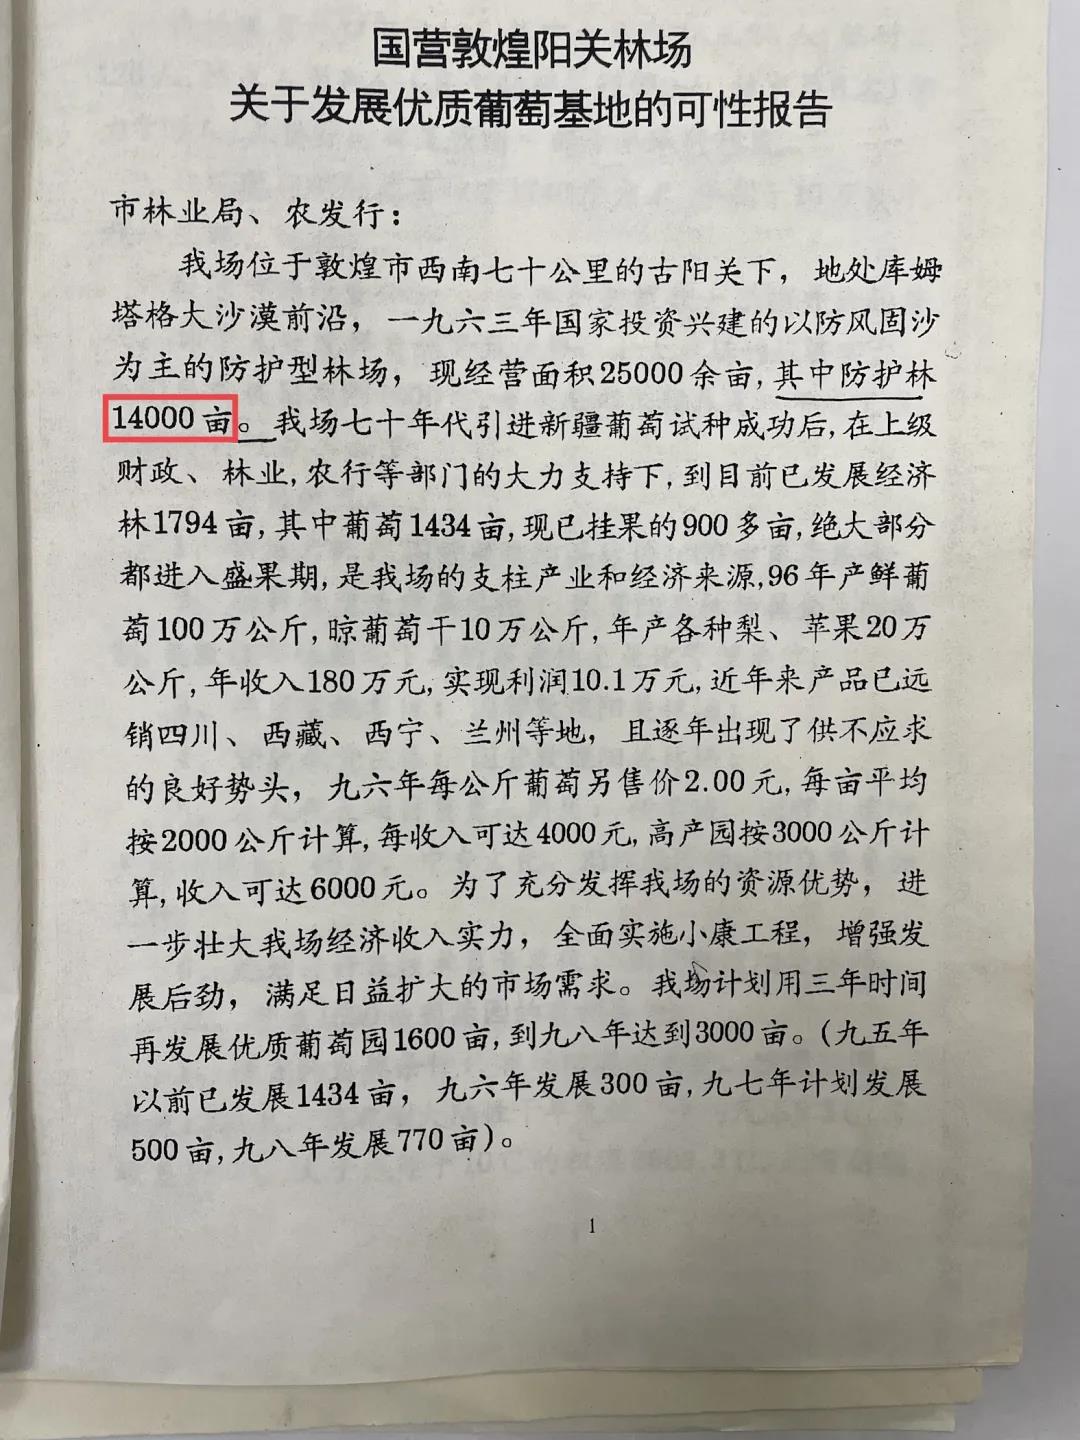 国营敦煌阳关林场
关于发展优质葡萄基地的可性报告
市林业局、农发行：
我场位于敦煌市西南七十公里的古阳关下，地处库姆
塔格大沙漠前沿，一九六三年国家投资兴建的以防风固沙
为主的防护型林场，现经营面积25000余亩，其中防护林
14000亩。我场七十年代引进新疆葡萄试种成功后，在上级
财政、林业，农行等部门的大力支持下，到目前已发展经济
林1794亩，其中葡萄1434亩，现已挂果的900多亩，绝大部分
都进入盛果期，是我场的支柱产业和经济来源，96年产鲜葡
萄100万公斤，晾葡萄干10万公斤，年产各种梨、苹果20万
公斤，年收入180万元，实现利润10.1万元，近年来产品已远
销四川、西藏、西宁、兰州等地，且逐年出现了供不应求
的良好势头，九六年每公斤葡萄另售价2.00元，每亩平均
按2000公斤计算，每收入可达4000元，高产园按3000公斤计
算，收入可达6000元。为了充分发挥我场的资源优势，进
一步壮大我场经济收入实力，全面实施小康工程，增强发
展后劲，满足日益扩大的市场需求。我场计划用三年时间
再发展优质葡萄园1600亩，到九八年达到3000亩。（九五年
以前已发展1434亩，九六年发展300亩，九七年计划发展
500亩，九八年发展770亩）。
1